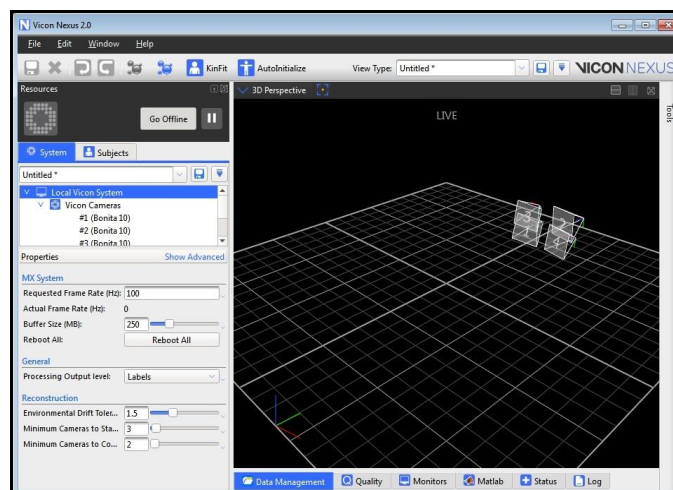 Vicon Nexus 2.0
File Edit Window Help
KinFit AutoInitialize View Type: Untitled * VICON NEXUS
Resources
Go Offline
System Subjects
Untitled *
Local Vicon System
Vicon Cameras
#1 (Bonita 10)
#2 (Bonita 10)
#3 (Bonita 10)
Properties Show Advanced
MX System
Requested Frame Rate (Hz): 100
Actual Frame Rate (Hz): 0
Buffer Size (MB): 250
Reboot All: Reboot All
General
Processing Output level: Labels
Reconstruction
Environmental Drift Toler... 1.5
Minimum Cameras to Sta... 3
Minimum Cameras to Co... 2
3D Perspective
LIVE
3 2
1 4
Data Management Quality Monitors Matlab Status Log
Tools